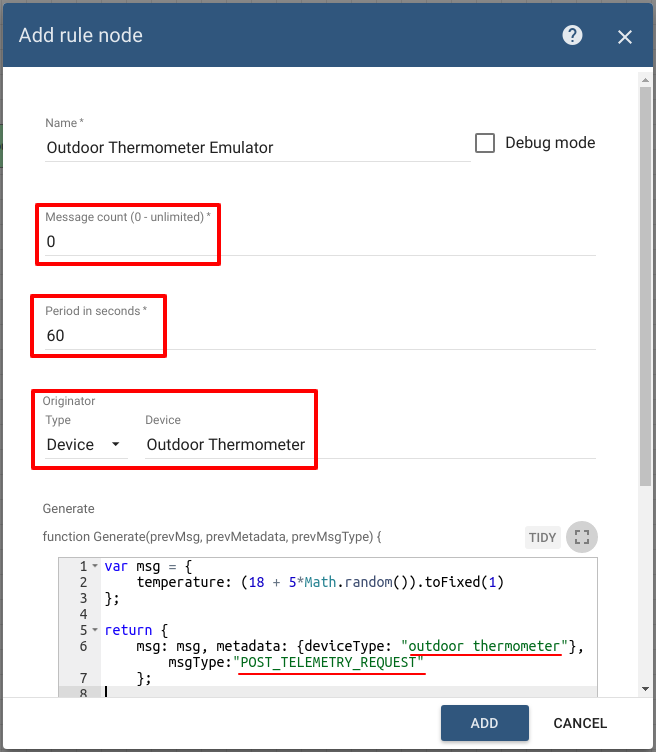 Add rule node
Name *
Outdoor Thermometer Emulator
Debug mode
Message count (0 - unlimited) *
0
Period in seconds *
60
Originator
Type
Device
Device
Outdoor Thermometer
Generate
function Generate(prevMsg, prevMetadata, prevMsgType) {
TIDY
1 var msg = {
2 temperature: (18 + 5*Math.random()).toFixed(1)
3 };
4
5 return {
6 msg: msg, metadata: {deviceType: "outdoor thermometer"},
msgType:"POST_TELEMETRY_REQUEST"
7 };
8
ADD
CANCEL